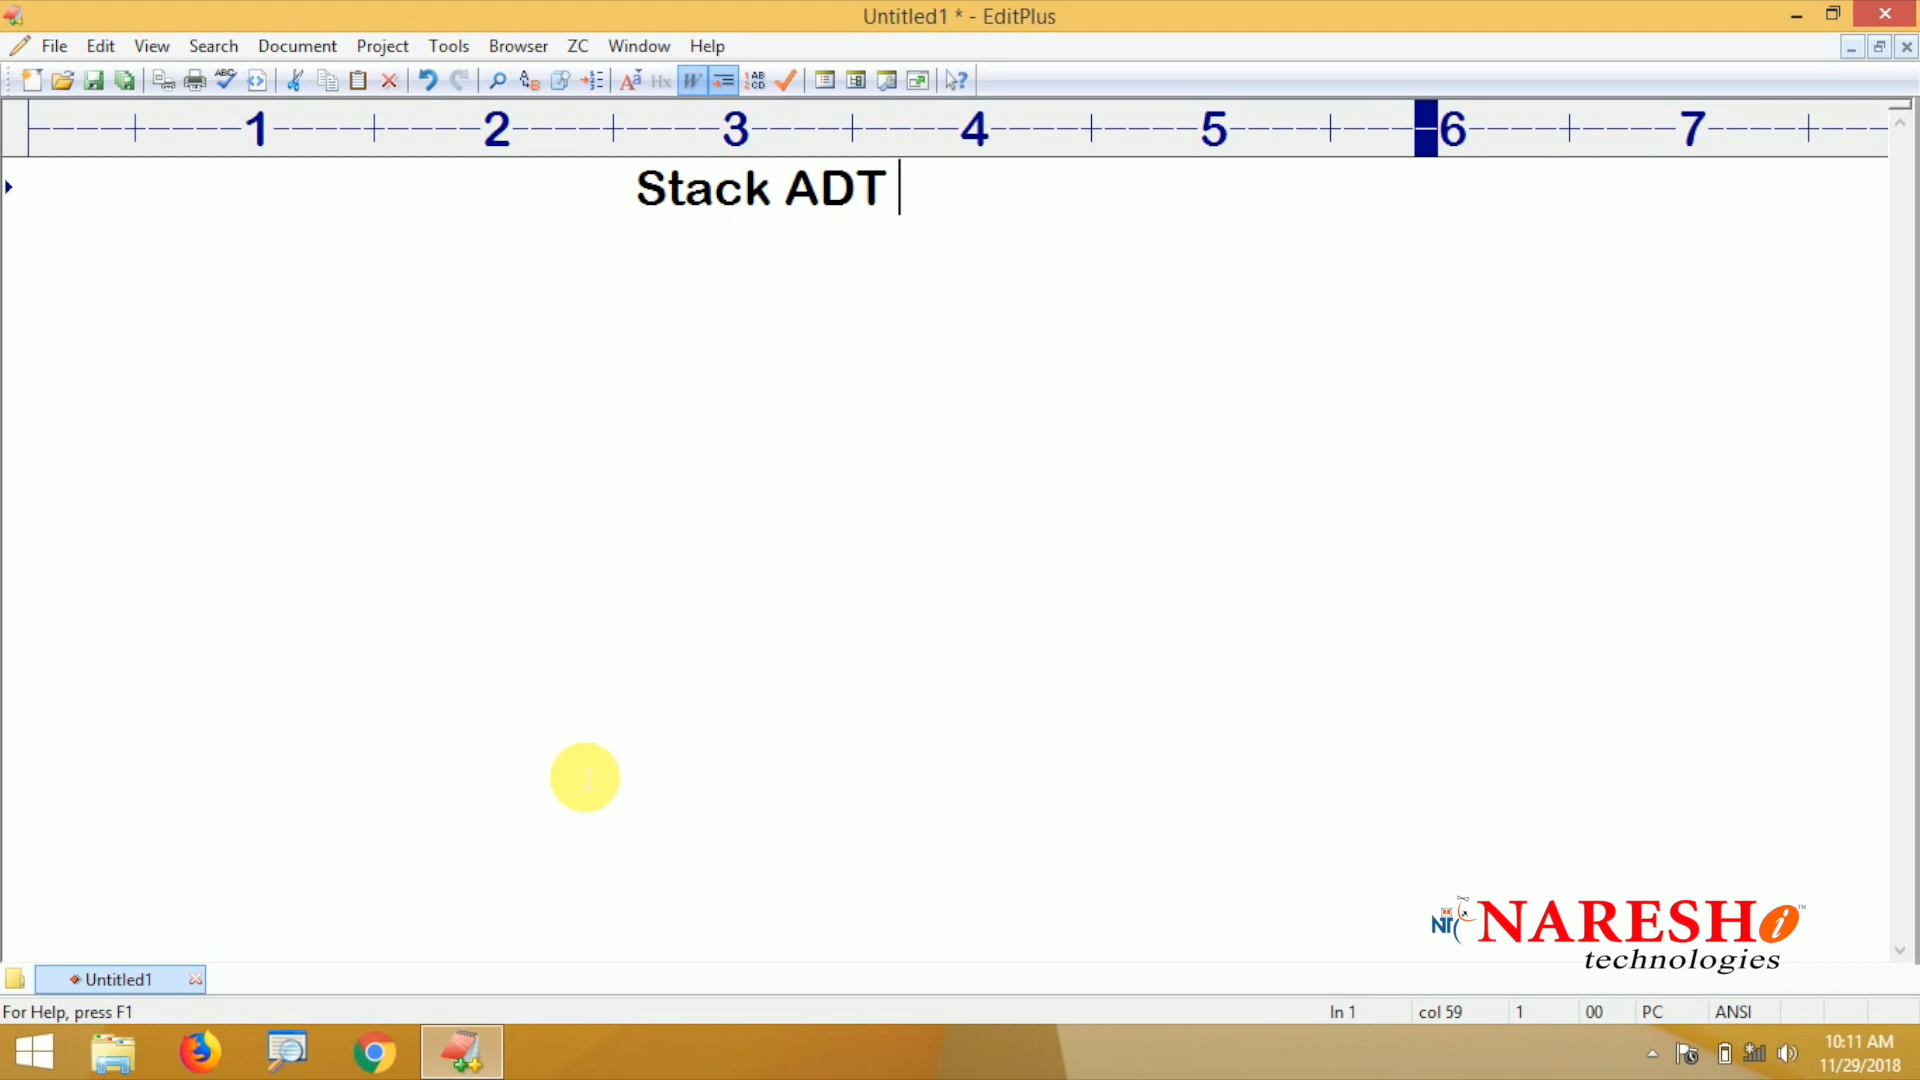 Untitled1 * - EditPlus
File Edit View Search Document Project Tools Browser ZC Window Help
1 2 3 4 5 6 7
Stack ADT
NARESH i
technologies
Untitled1
For Help, press F1 ln 1 col 59 1 00 PC ANSI
10:11 AM
11/29/2018